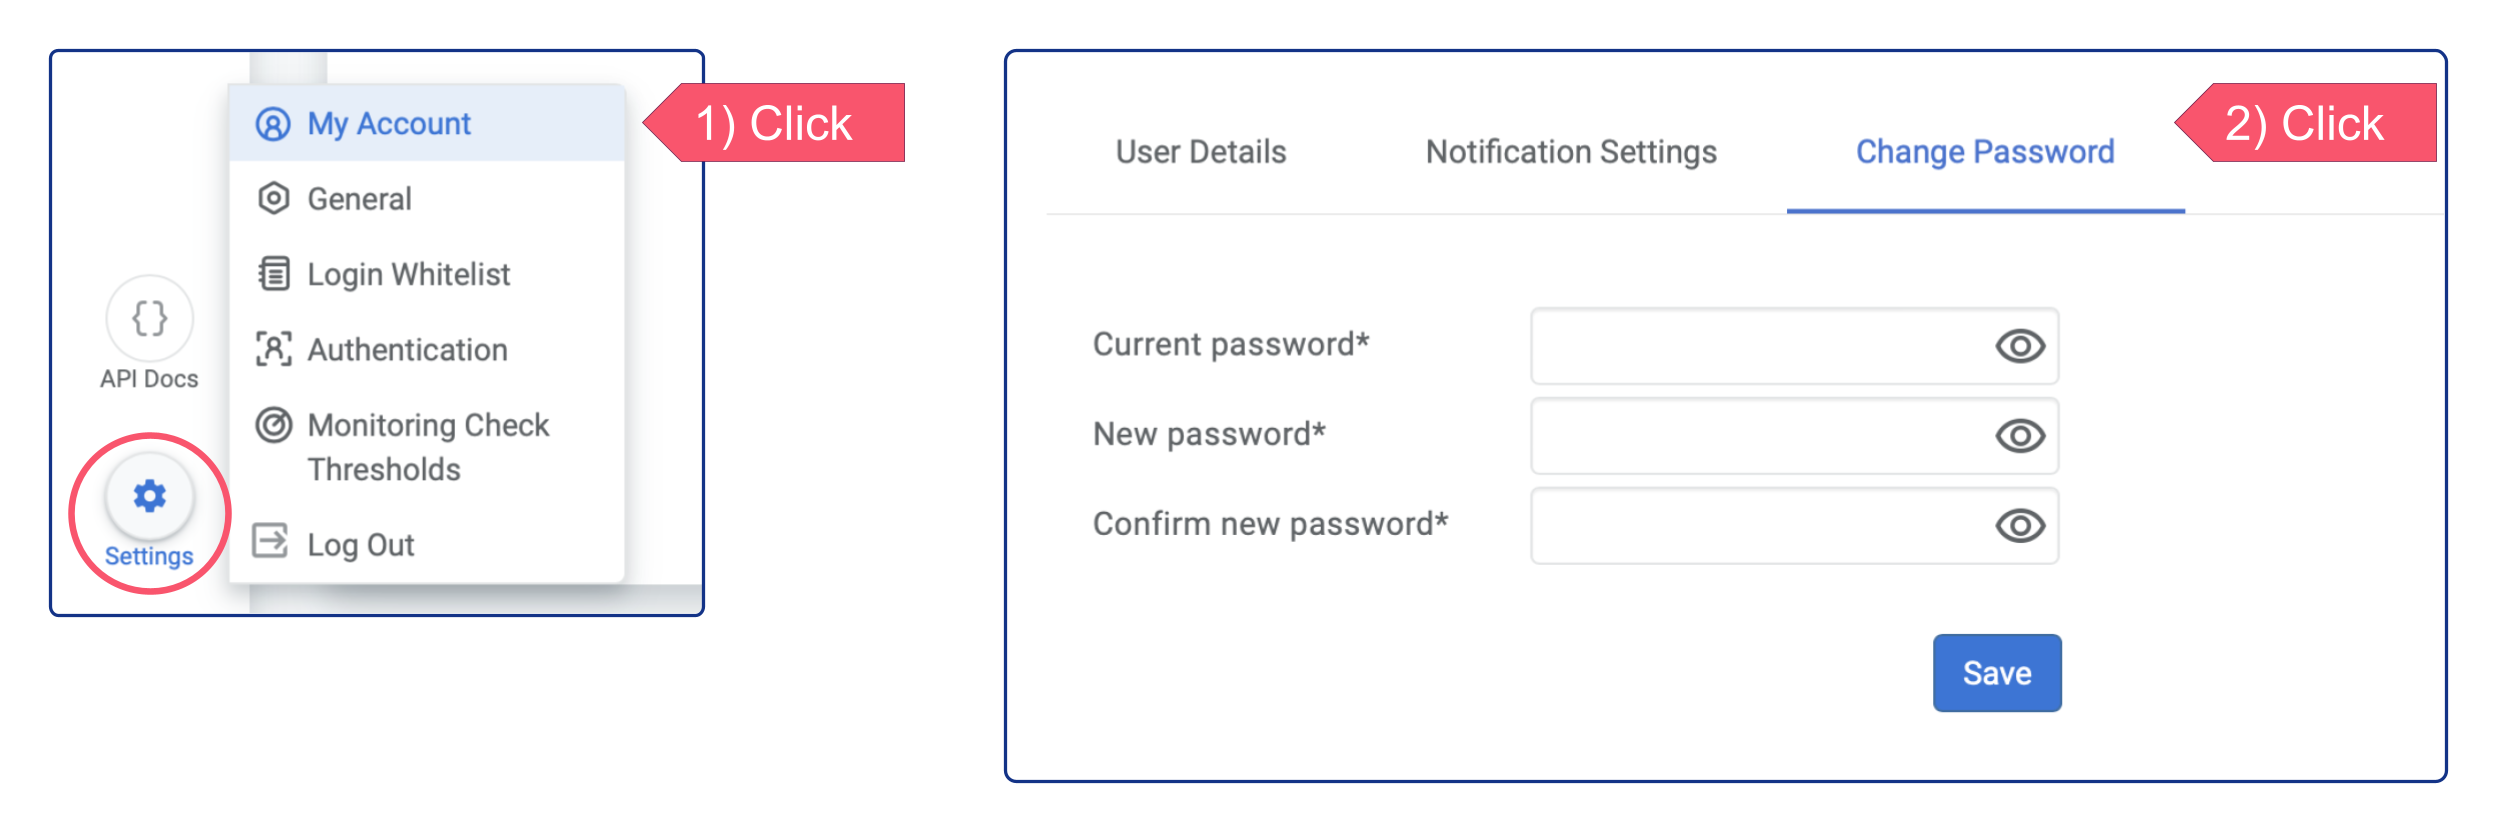 My Account
1) Click
General
Login Whitelist
{ }
API Docs
Authentication
Monitoring Check
Thresholds
Settings
Log Out
User Details
Notification Settings
Change Password
2) Click
Current password*
New password*
Confirm new password*
Save